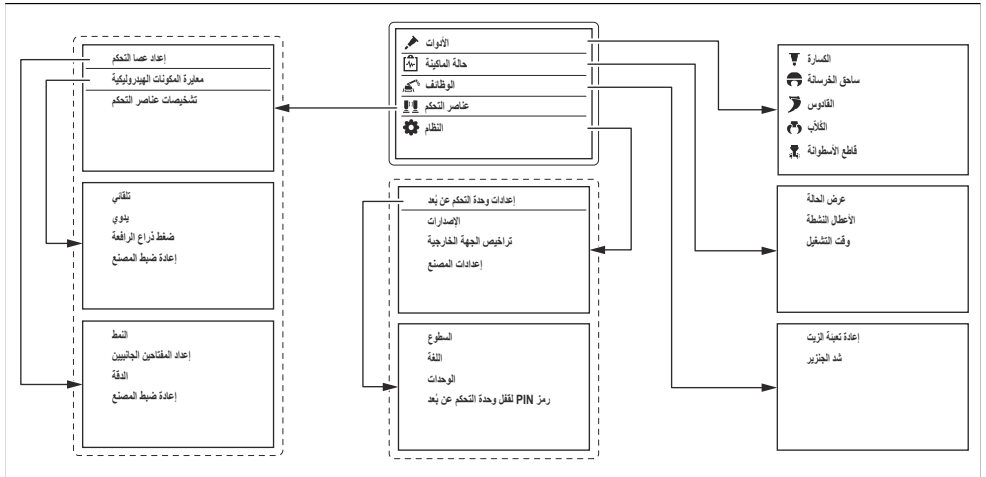 الأدوات
حالة الماكينة
الوظائف
عناصر التحكم
النظام
الكسارة
ساحق الخرسانة
القادوس
الكُلّاب
قاطع الأسطوانة
عرض الحالة
الأعطال النشطة
وقت التشغيل
إعادة تعبئة الزيت
شد الجنزير
إعدادات وحدة التحكم عن بُعد
الإصدارات
تراخيص الجهة الخارجية
إعدادات المصنع
السطوع
اللغة
الوحدات
رمز PIN لقفل وحدة التحكم عن بُعد
إعداد عصا التحكم
معايرة المكونات الهيدروليكية
تشخيصات عناصر التحكم
تلقائي
يدوي
ضغط ذراع الرافعة
إعادة ضبط المصنع
النمط
إعداد المفتاحين الجانبيين
الدقة
إعادة ضبط المصنع